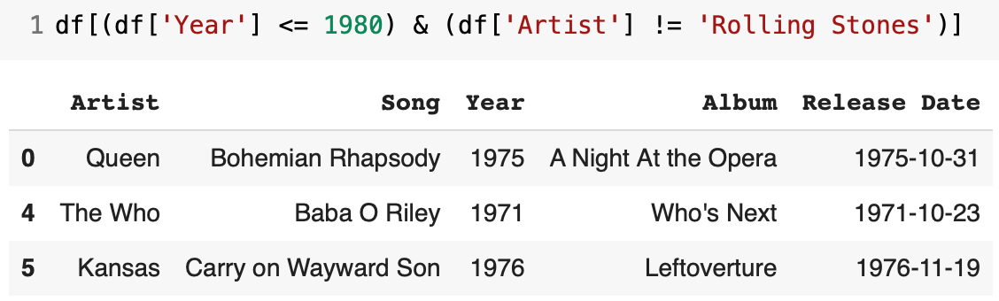 1 df[(df['Year'] <= 1980) & (df['Artist'] != 'Rolling Stones')]
Artist Song Year Album Release Date
0 Queen Bohemian Rhapsody 1975 A Night At the Opera 1975-10-31
4 The Who Baba O Riley 1971 Who's Next 1971-10-23
5 Kansas Carry on Wayward Son 1976 Leftoverture 1976-11-19